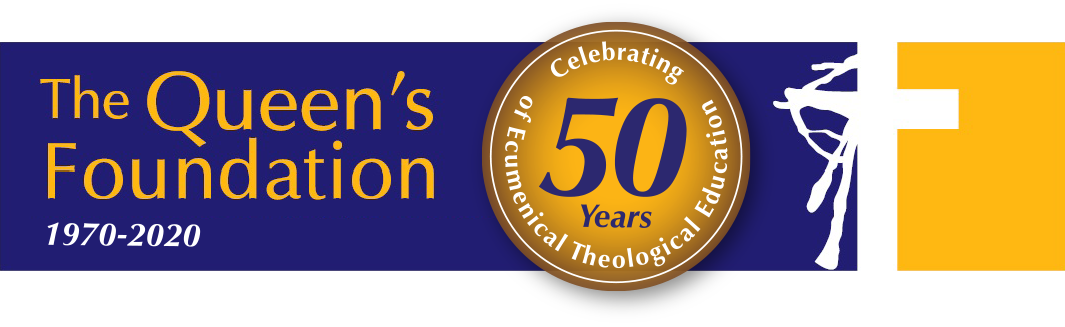 The Queen's
Foundation
1970-2020
Celebrating
50
Years
of Ecumenical Theological Education